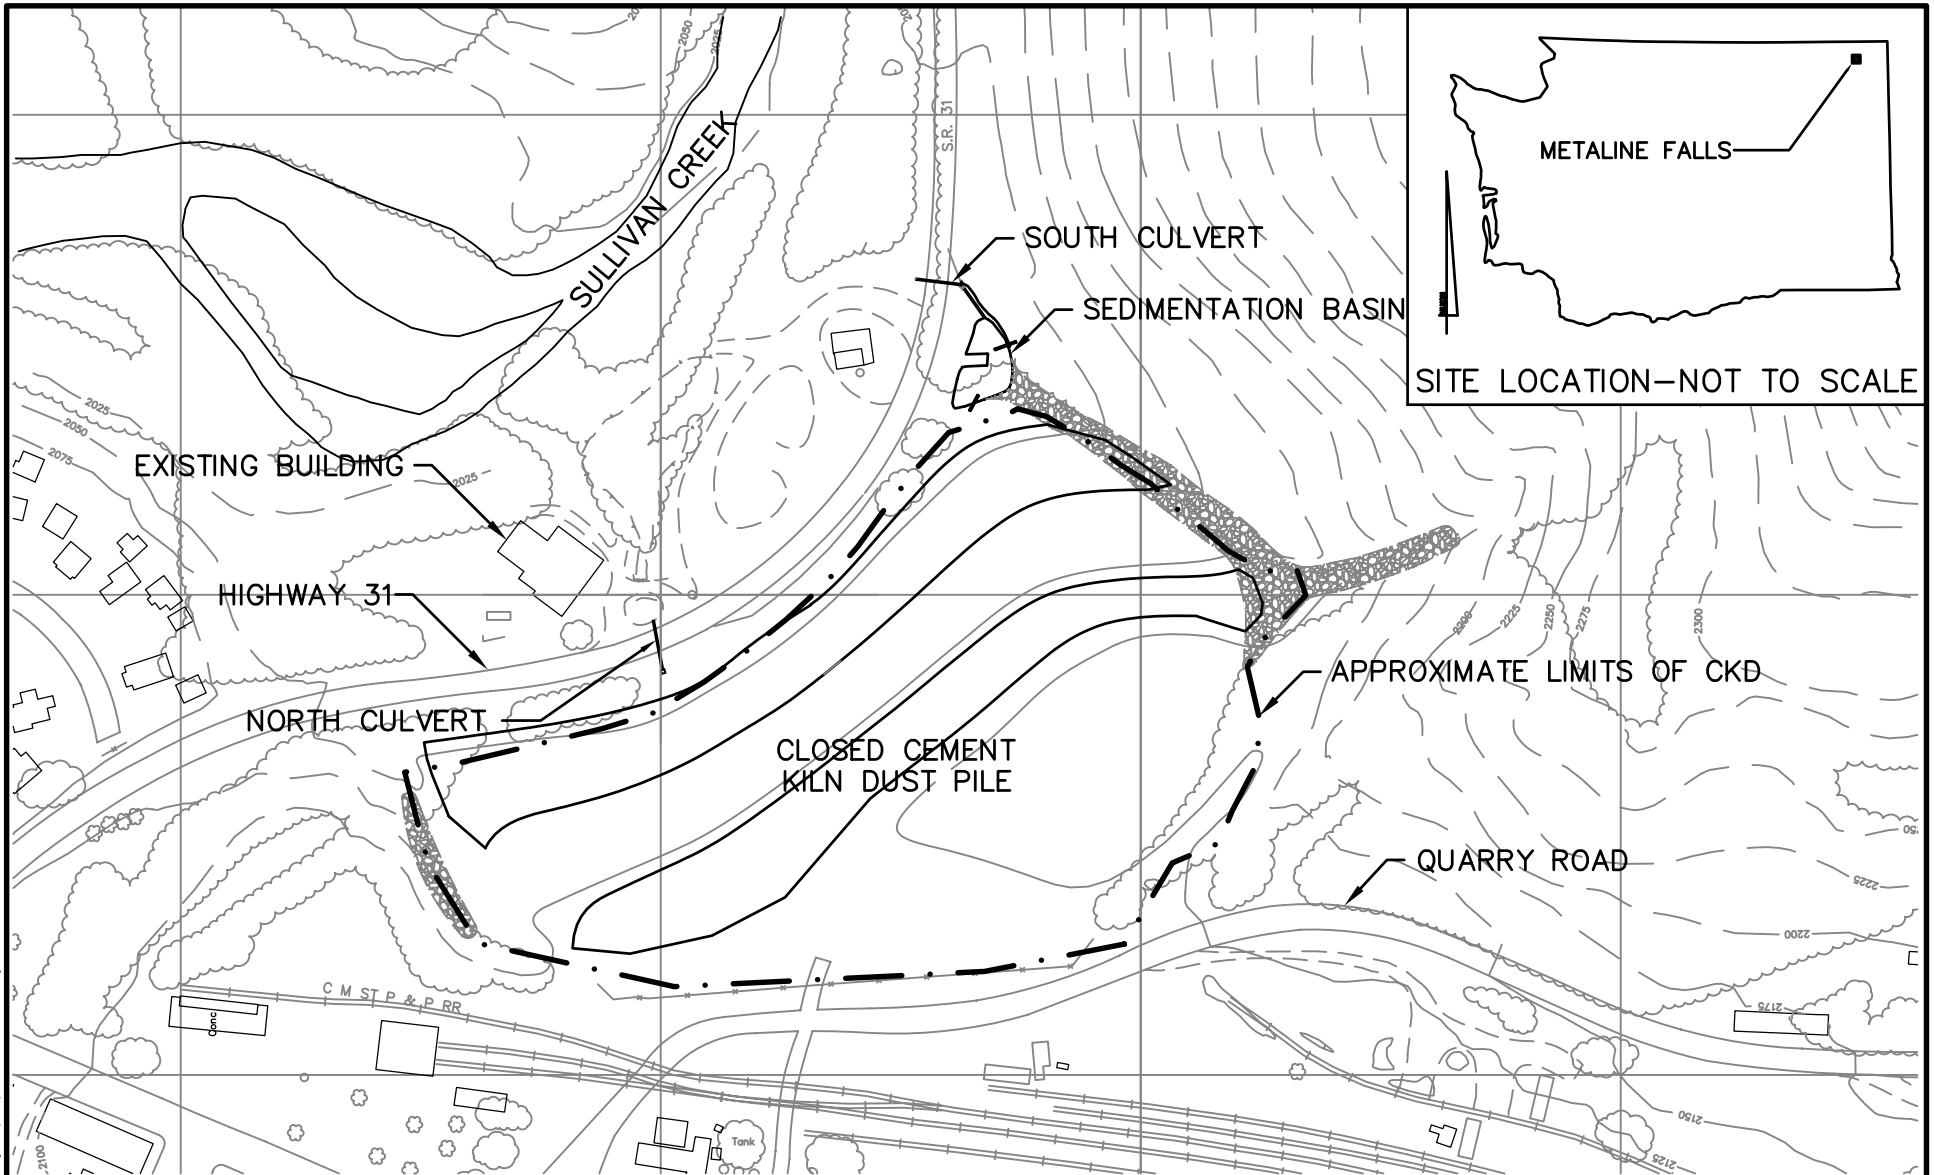 2050
2025
S.R. 31
SULLIVAN CREEK
METALINE FALLS
SOUTH CULVERT
SEDIMENTATION BASIN
SITE LOCATION-NOT TO SCALE
2025
2050
2075
EXISTING BUILDING
2025
HIGHWAY 31
2200
2225
2250
2275
2300
APPROXIMATE LIMITS OF CKD
NORTH CULVERT
CLOSED CEMENT
KILN DUST PILE
QUARRY ROAD
2225
2200
C M ST P & P RR
Conc
2175
2150
Tank
2100
2125